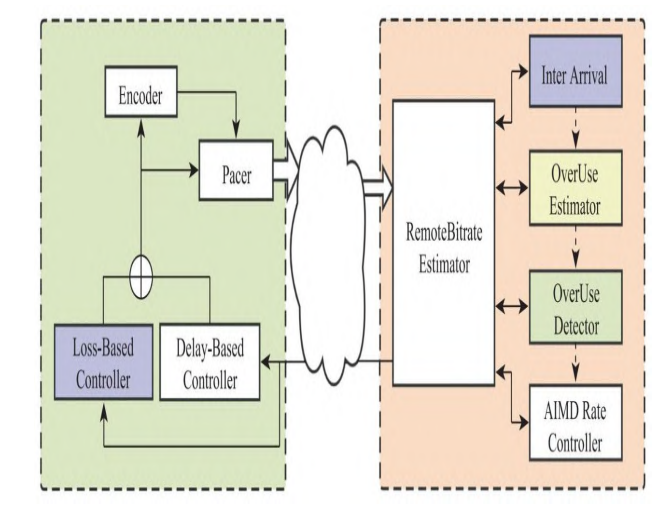 Encoder
Pacer
Loss-Based
Controller
Delay-Based
Controller
RemoteBitrate
Estimator
Inter Arrival
OverUse
Estimator
OverUse
Detector
AIMD Rate
Controller